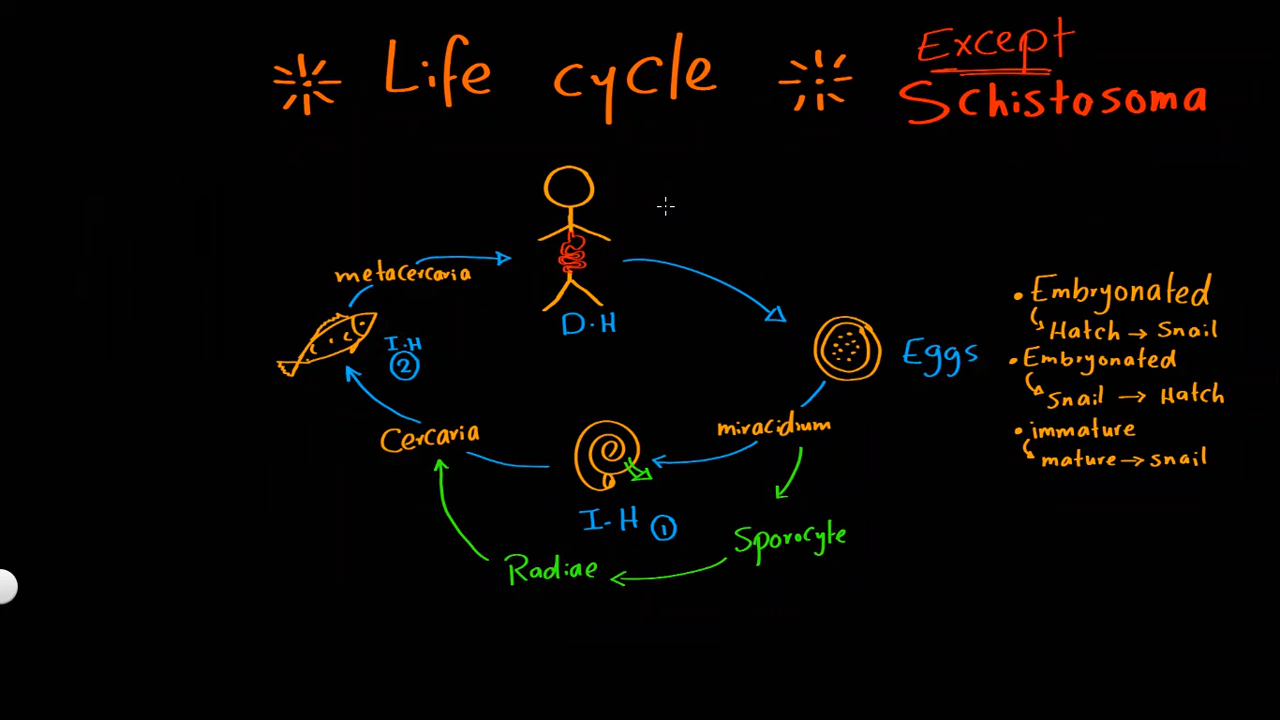 Life cycle
Except
Schistosoma
metacercaria
D.H
I.H
2
Eggs
Cercaria
miracidium
I-H 1
Sporocyte
Radiae
• Embryonated
Hatch → Snail
• Embryonated
Snail → Hatch
• immature
mature → snail